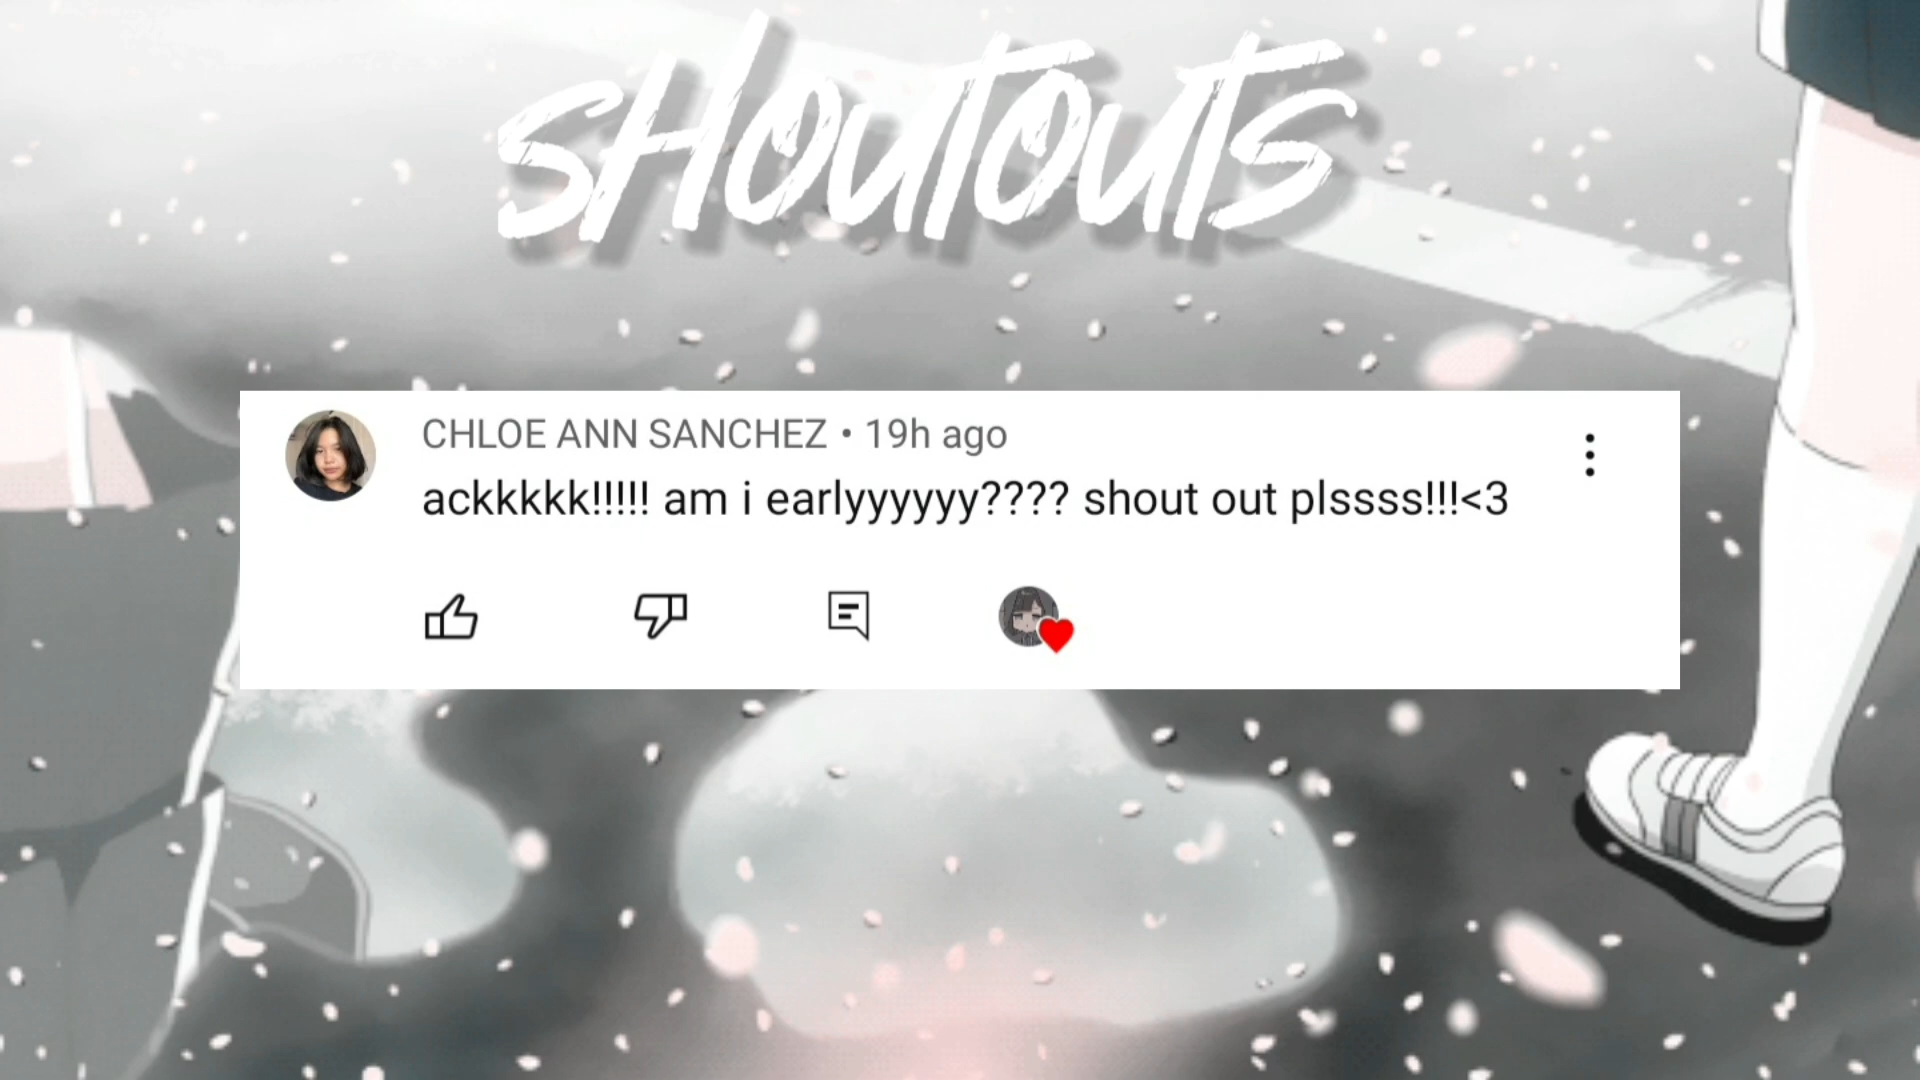 sHoutouts
CHLOE ANN SANCHEZ • 19h ago
ackkkkk!!!!! am i earlyyyyyy???? shout out plssss!!!<3